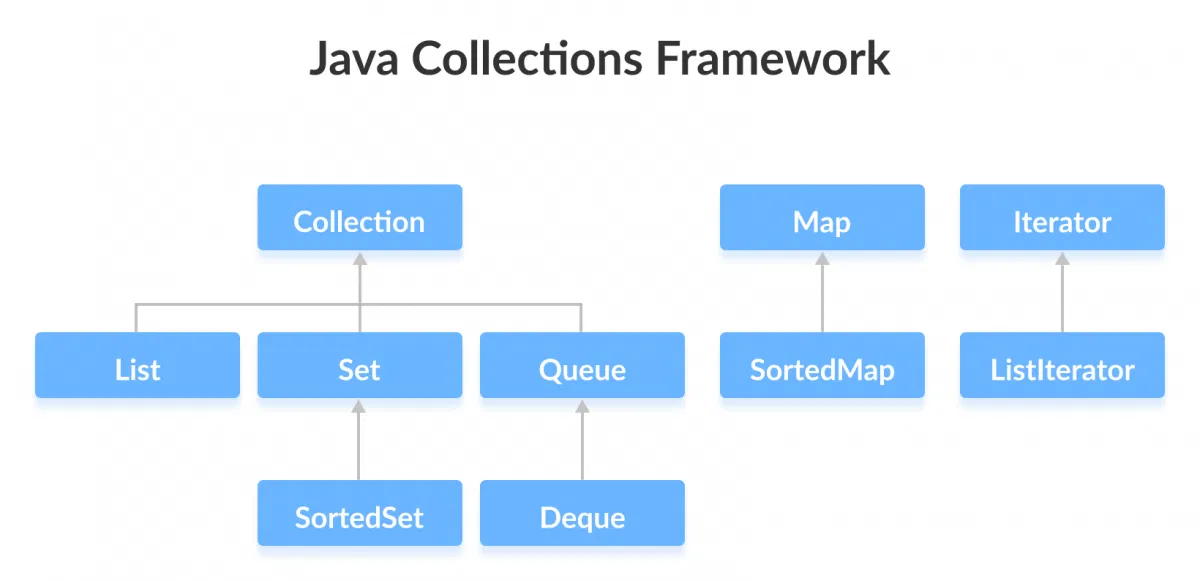 Java Collections Framework
Collection
Map
Iterator
List
Set
Queue
SortedMap
ListIterator
SortedSet
Deque